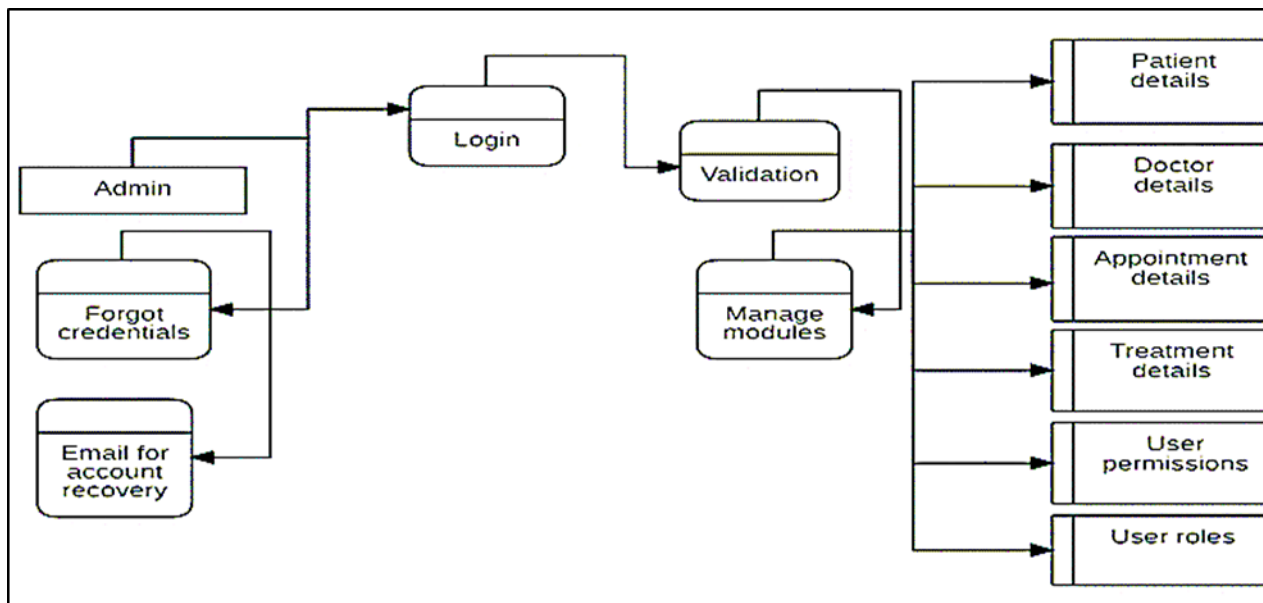 Admin
Forgot
credentials
Email for
account
recovery
Login
Validation
Manage
modules
Patient
details
Doctor
details
Appointment
details
Treatment
details
User
permissions
User roles